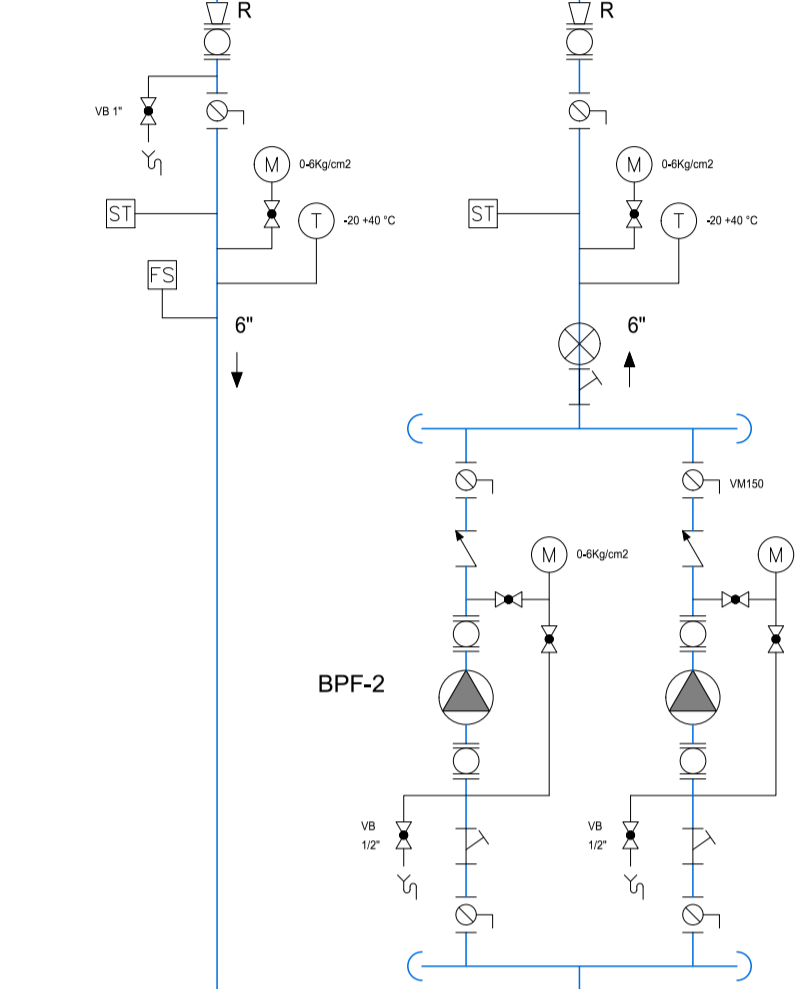 R
R
VB 1"
M
0-6Kg/cm2
M
0-6Kg/cm2
ST
T
-20 +40 °C
ST
T
-20 +40 °C
FS
6"
6"
VM150
M
0-6Kg/cm2
M
BPF-2
VB
1/2"
VB
1/2"